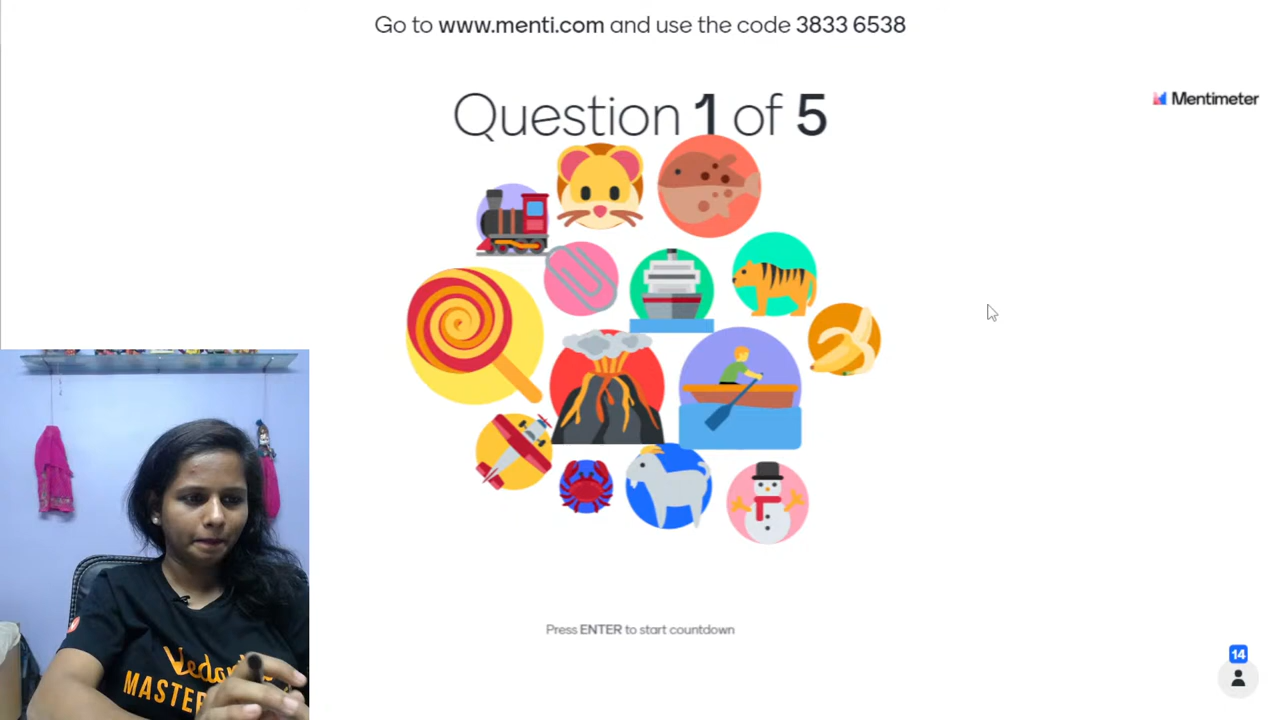 Go to www.menti.com and use the code 3833 6538
Mentimeter
Question 1 of 5
Press ENTER to start countdown
14
MASTER